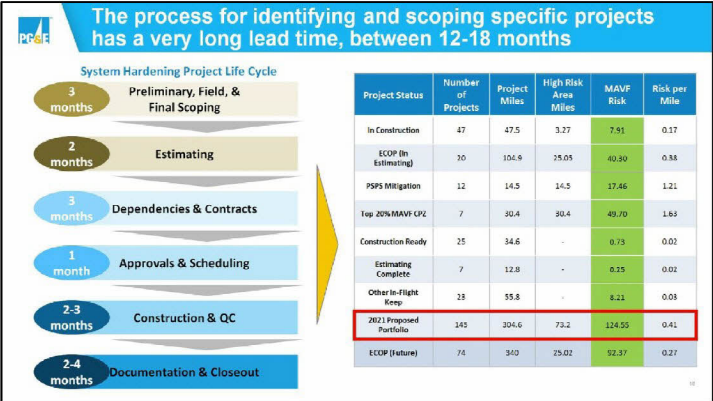 PG&E
The process for identifying and scoping specific projects
has a very long lead time, between 12-18 months
System Hardening Project Life Cycle
3
months
Preliminary, Field, &
Final Scoping
2
months
Estimating
3
months
Dependencies & Contracts
1
month
Approvals & Scheduling
2-3
months
Construction & QC
2-4
months
Documentation & Closeout
Project Status
Number
of
Projects
Project
Miles
High Risk
Area
Miles
MAVF
Risk
Risk per
Mile
In Construction 47 47.5 3.27 7.91 0.17
ECOP (In
Estimating) 20 104.9 25.05 40.30 0.38
PSPS Mitigation 12 14.5 14.5 17.46 1.21
Top 20% MAVF CPZ 7 30.4 30.4 49.70 1.63
Construction Ready 25 34.6 - 0.73 0.02
Estimating
Complete 7 12.8 - 0.25 0.02
Other In-Flight
Keep 23 55.8 - 8.21 0.03
2021 Proposed
Portfolio 145 304.6 73.2 124.55 0.41
ECOP (Future) 74 340 25.02 92.37 0.27